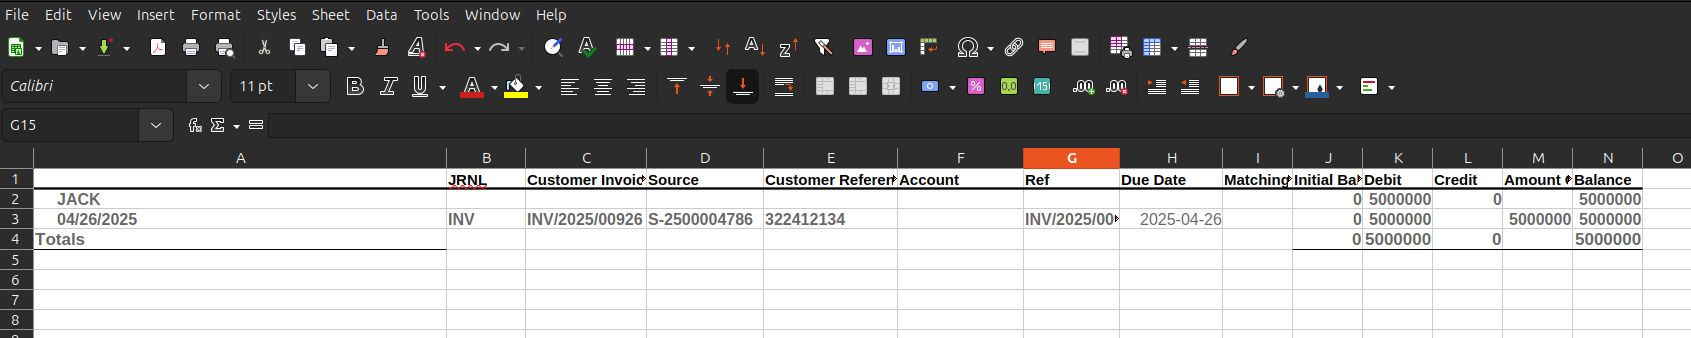 File Edit View Insert Format Styles Sheet Data Tools Window Help
Calibri 11 pt
G15
A B C D E F G H I J K L M N O
1 JRNL Customer Invoic Source Customer Referen Account Ref Due Date Matching Initial Ba Debit Credit Amount Balance
2 JACK 0 5000000 0 5000000
3 04/26/2025 INV INV/2025/00926 S-2500004786 322412134 INV/2025/00 2025-04-26 0 5000000 5000000 5000000
4 Totals 0 5000000 0 5000000
5
6
7
8